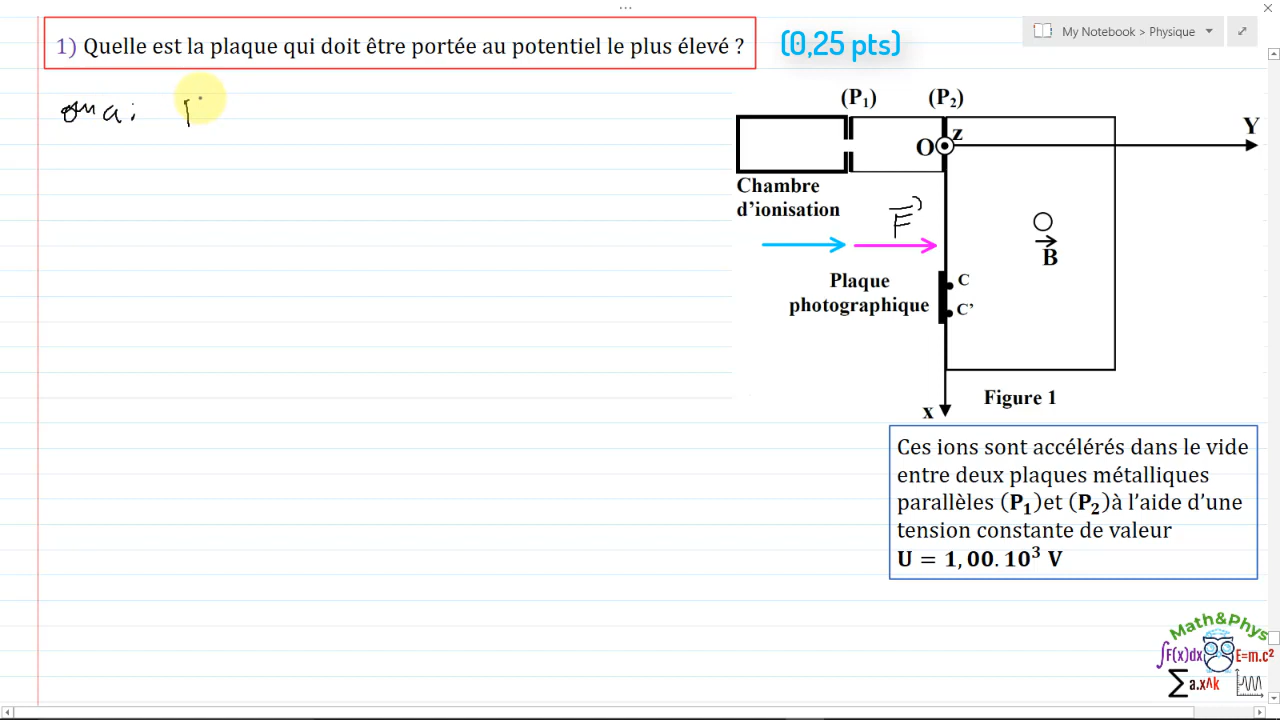 My Notebook > Physique
1) Quelle est la plaque qui doit être portée au potentiel le plus élevé ?
(0,25 pts)
on a :
(P₁)
(P₂)
Y
z
O
Chambre
d’ionisation
F
B
Plaque
photographique
C
C’
Figure 1
x
Ces ions sont accélérés dans le vide
entre deux plaques métalliques
parallèles (P₁)et (P₂)à l’aide d’une
tension constante de valeur
U = 1, 00. 10³ V
Math&Phys
∫F(x)dx
E=m.c²
∑ a.x^k